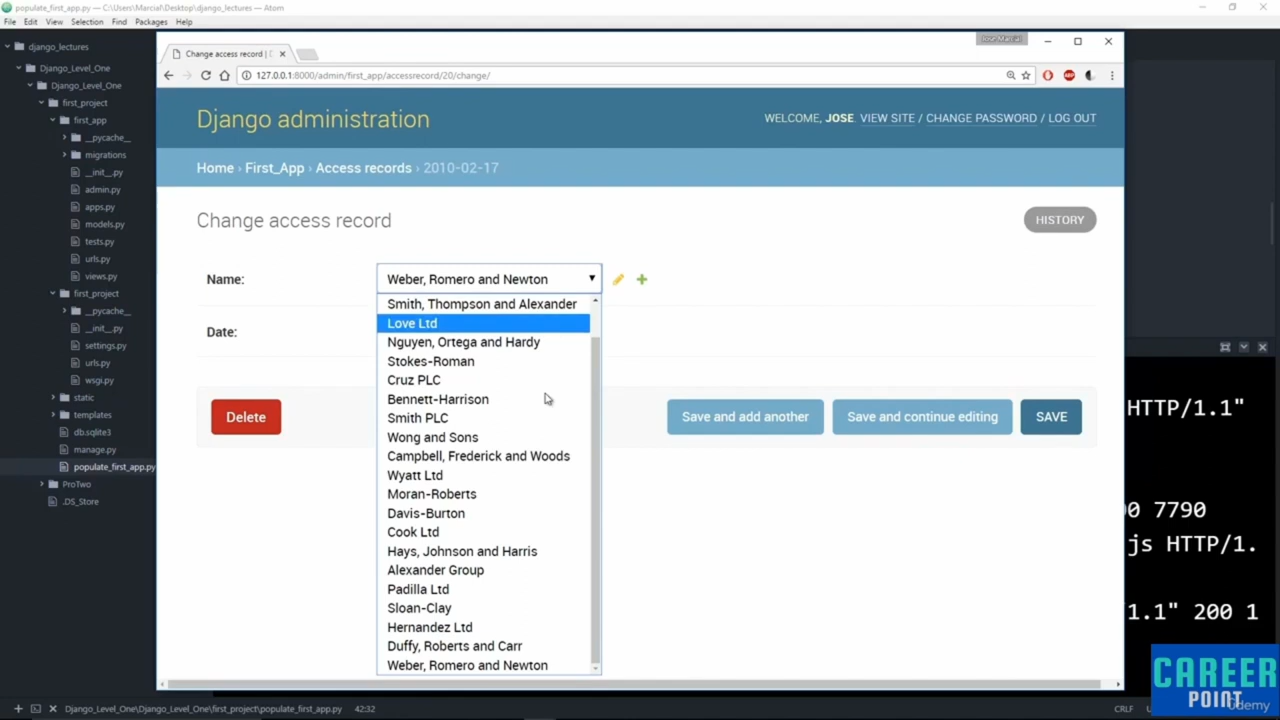 populate_first_app.py — C:\Users\Marcial\Desktop\django_lectures — Atom
File Edit View Selection Find Packages Help
django_lectures
Django_Level_One
Django_Level_One
first_project
first_app
__pycache__
migrations
__init__.py
admin.py
apps.py
models.py
tests.py
urls.py
views.py
first_project
__pycache__
__init__.py
settings.py
urls.py
wsgi.py
static
templates
db.sqlite3
manage.py
populate_first_app.py
ProTwo
.DS_Store
Jose Marcial
Change access record |
127.0.0.1:8000/admin/first_app/accessrecord/20/change/
Django administration
WELCOME, JOSE. VIEW SITE / CHANGE PASSWORD / LOG OUT
Home › First_App › Access records › 2010-02-17
Change access record
HISTORY
Name:
Weber, Romero and Newton
Date:
Smith, Thompson and Alexander
Love Ltd
Nguyen, Ortega and Hardy
Stokes-Roman
Cruz PLC
Bennett-Harrison
Smith PLC
Wong and Sons
Campbell, Frederick and Woods
Wyatt Ltd
Moran-Roberts
Davis-Burton
Cook Ltd
Hays, Johnson and Harris
Alexander Group
Padilla Ltd
Sloan-Clay
Hernandez Ltd
Duffy, Roberts and Carr
Weber, Romero and Newton
Delete
Save and add another
Save and continue editing
SAVE
HTTP/1.1"
0 7790
js HTTP/1.
1.1" 200 1
CAREER
POINT
Udemy
Django_Level_One\Django_Level_One\first_project\populate_first_app.py 42:32
CRLF